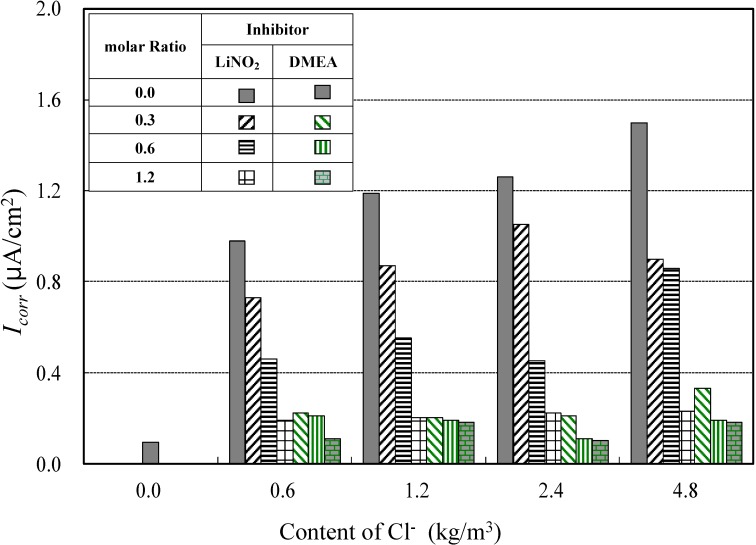 2.0
1.6
1.2
0.8
0.4
0.0
I_corr (μA/cm²)
molar Ratio
Inhibitor
LiNO₂ DMEA
0.0
0.3
0.6
1.2
0.0 0.6 1.2 2.4 4.8
Content of Cl⁻ (kg/m³)